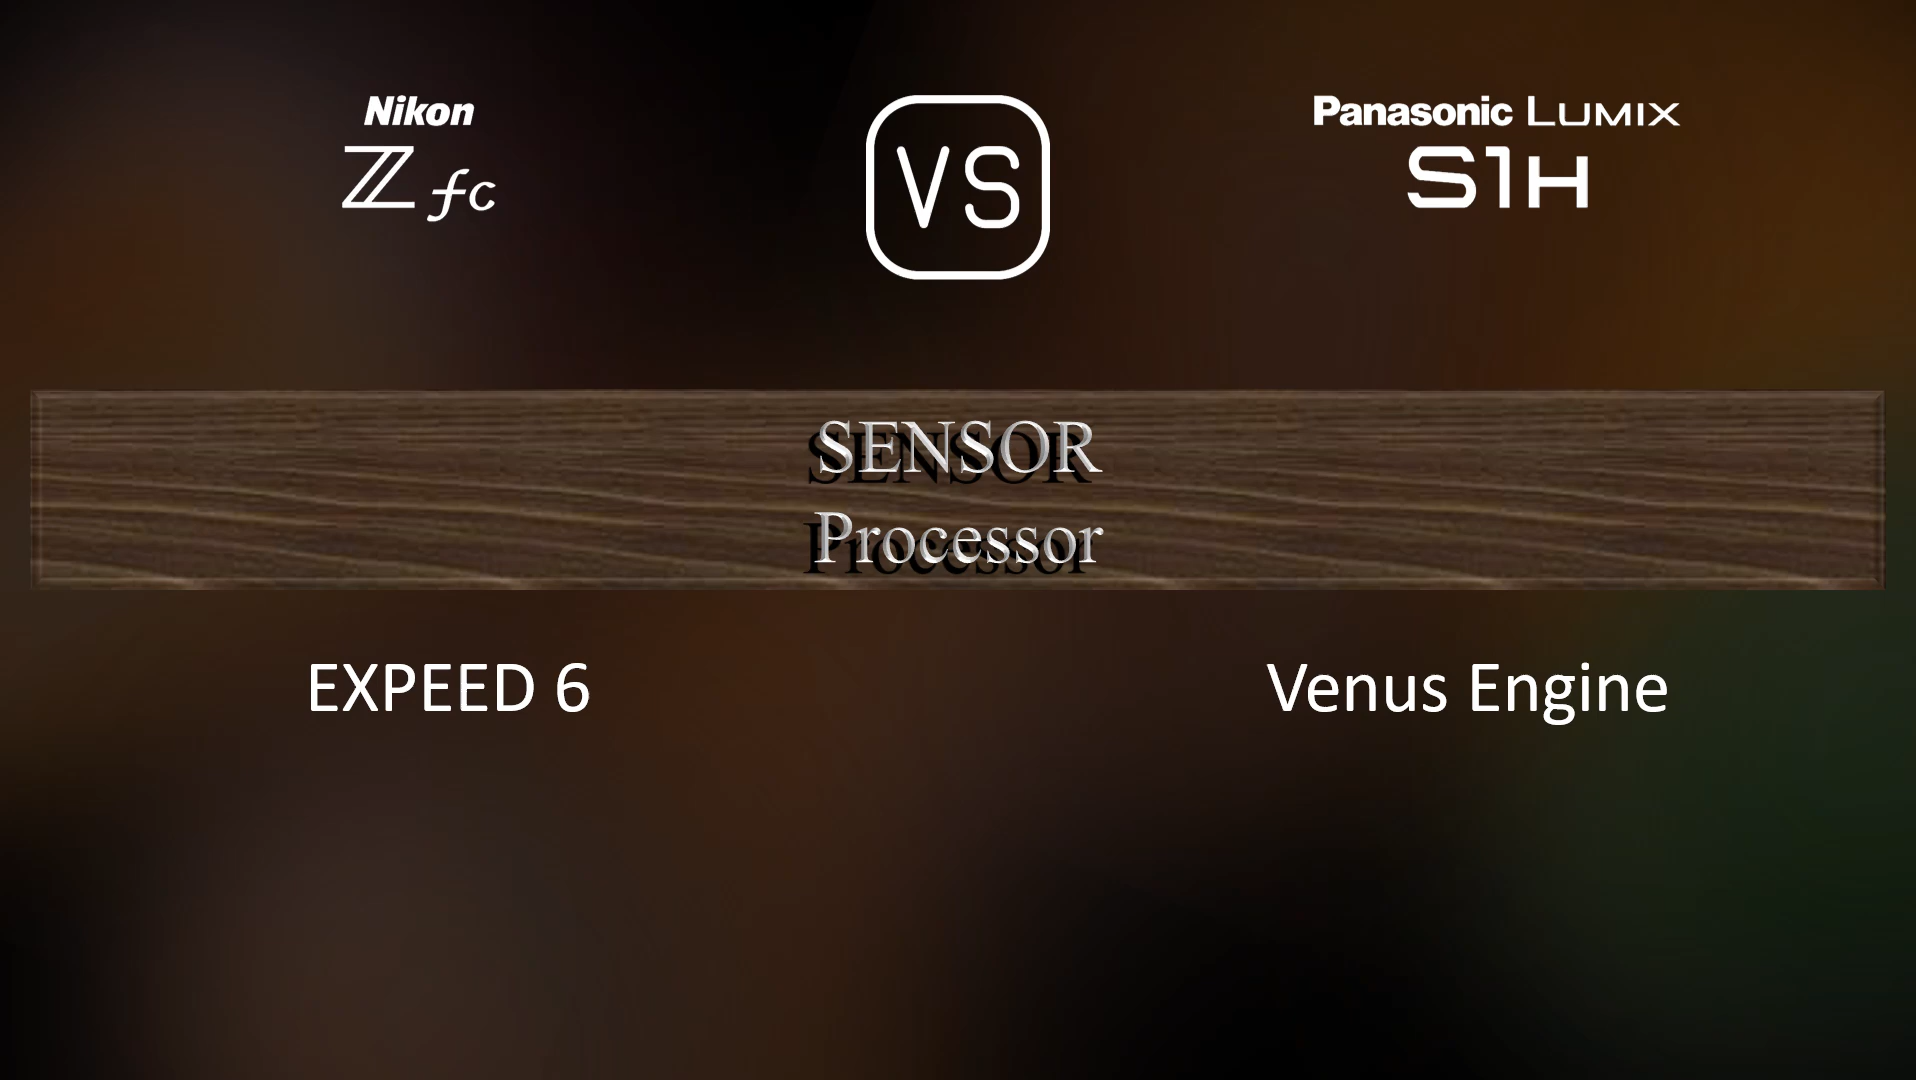 Nikon
Z fc
VS
Panasonic LUMIX
S1H
SENSOR
Processor
EXPEED 6
Venus Engine